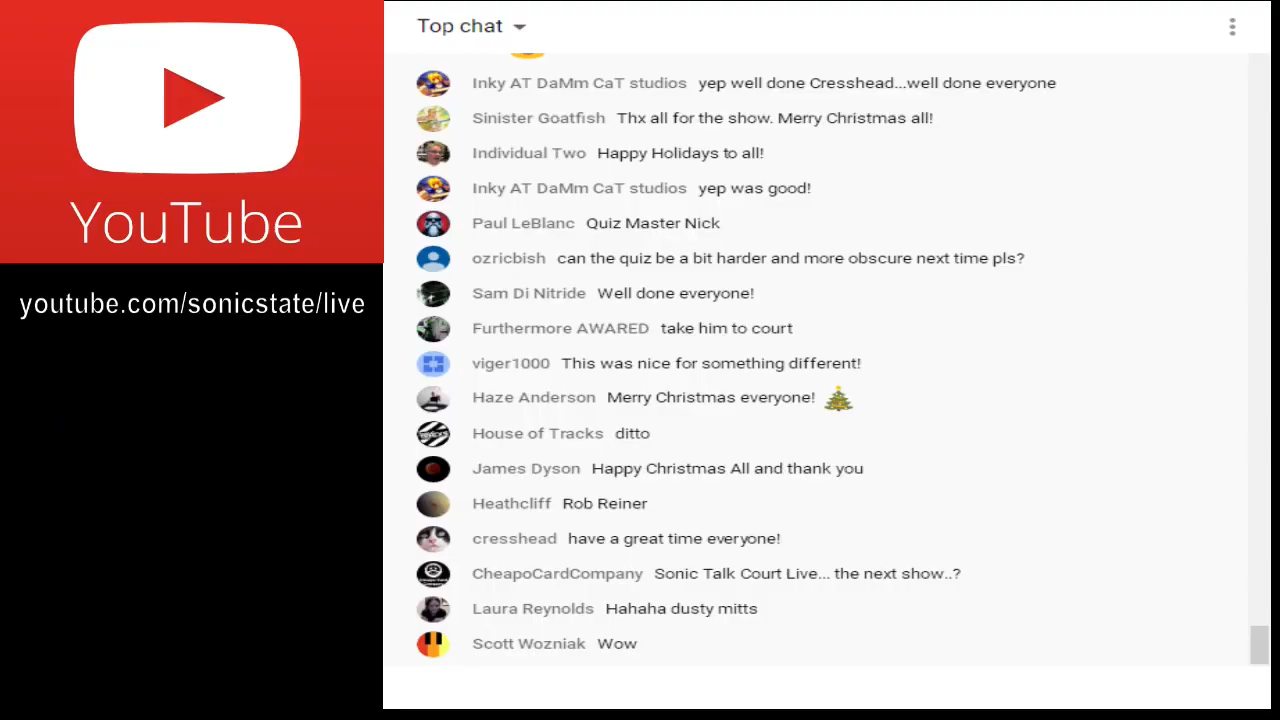 YouTube
youtube.com/sonicstate/live
Top chat
Inky AT DaMm CaT studios yep well done Cresshead...well done everyone
Sinister Goatfish Thx all for the show. Merry Christmas all!
Individual Two Happy Holidays to all!
Inky AT DaMm CaT studios yep was good!
Paul LeBlanc Quiz Master Nick
ozricbish can the quiz be a bit harder and more obscure next time pls?
Sam Di Nitride Well done everyone!
Furthermore AWARED take him to court
viger1000 This was nice for something different!
Haze Anderson Merry Christmas everyone!
House of Tracks ditto
James Dyson Happy Christmas All and thank you
Heathcliff Rob Reiner
cresshead have a great time everyone!
CheapoCardCompany Sonic Talk Court Live... the next show..?
Laura Reynolds Hahaha dusty mitts
Scott Wozniak Wow